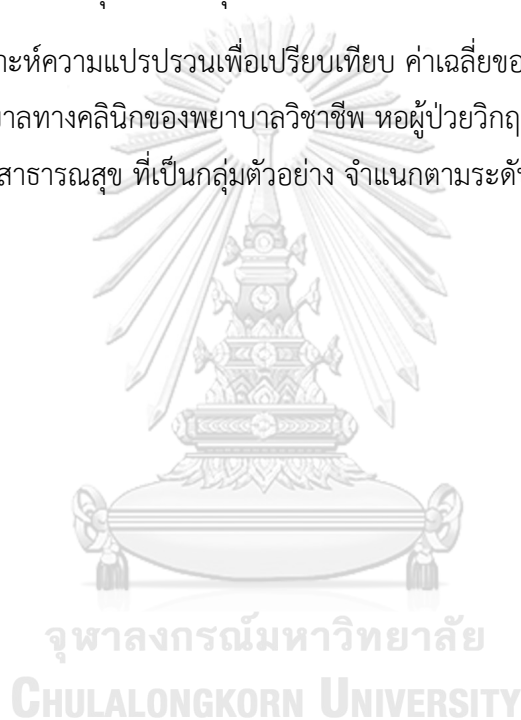 าะห์ความแปรปรวนเพื่อเปรียบเทียบ ค่าเฉลี่ยขอ
บาลทางคลินิกของพยาบาลวิชาชีพ หอผู้ป่วยวิกฤ
สาธารณสุข ที่เป็นกลุ่มตัวอย่าง จำแนกตามระดั
จุฬาลงกรณ์มหาวิทยาลัย
CHULALONGKORN UNIVERSITY